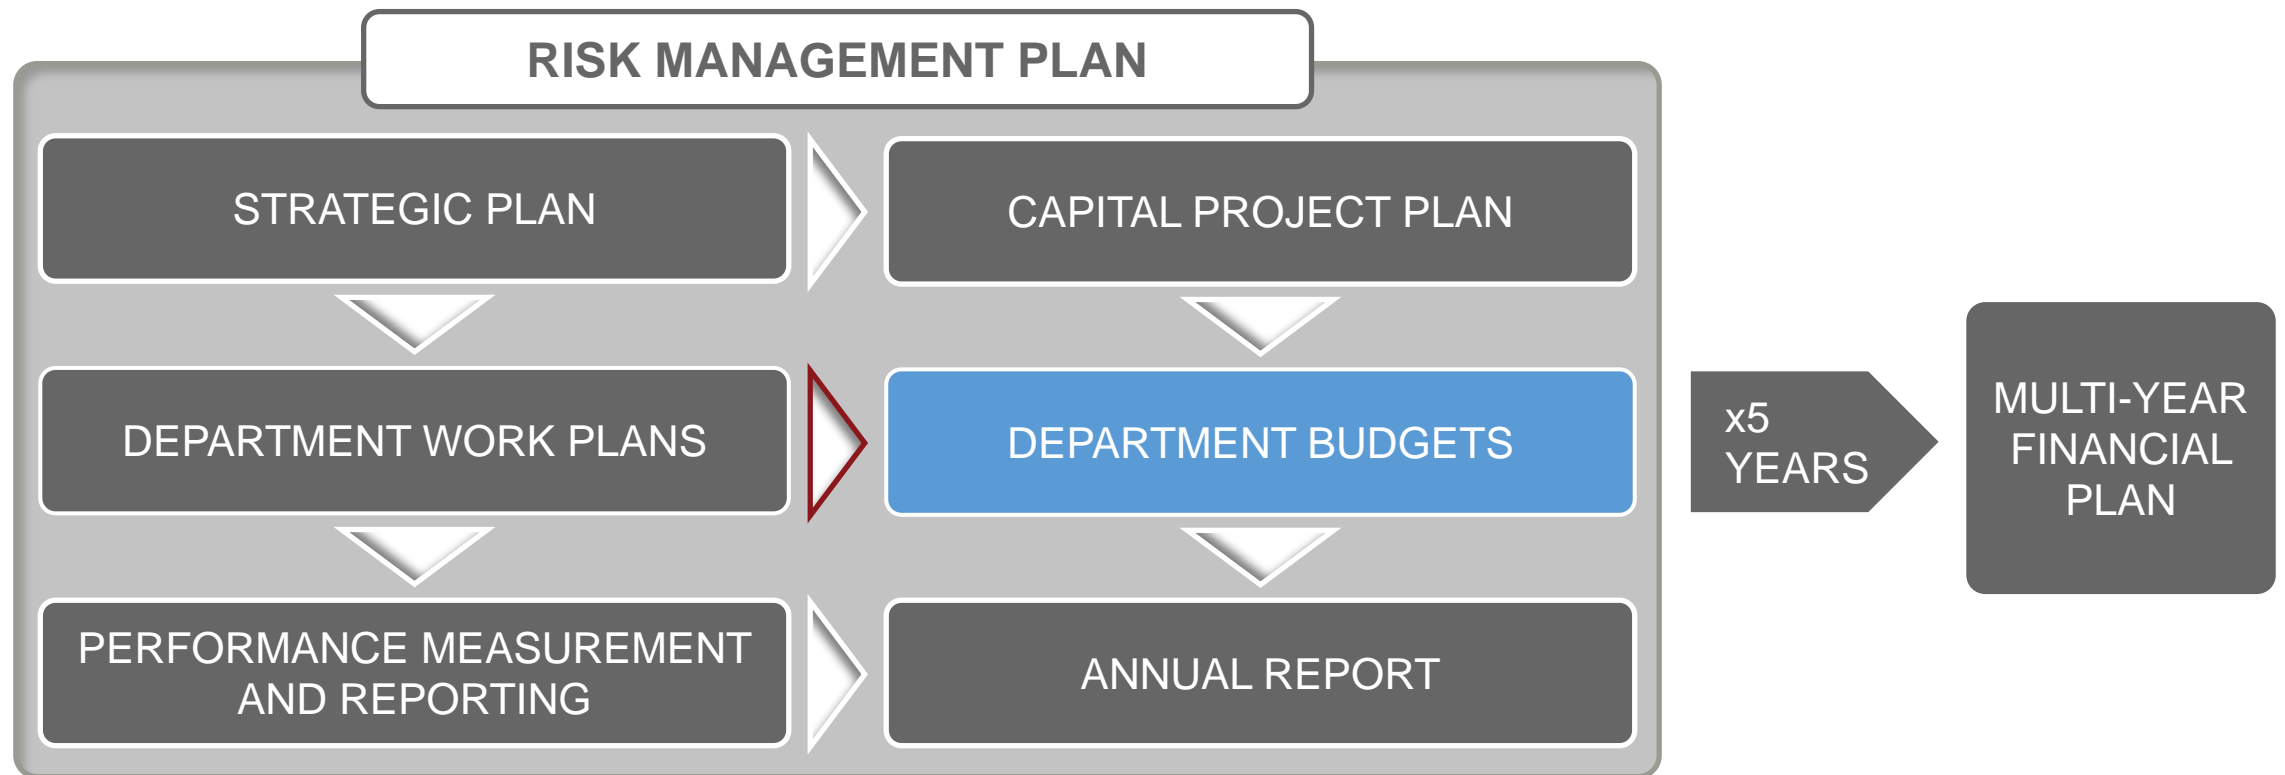 RISK MANAGEMENT PLAN
STRATEGIC PLAN
CAPITAL PROJECT PLAN
DEPARTMENT WORK PLANS
DEPARTMENT BUDGETS
x5
YEARS
MULTI-YEAR
FINANCIAL
PLAN
PERFORMANCE MEASUREMENT
AND REPORTING
ANNUAL REPORT